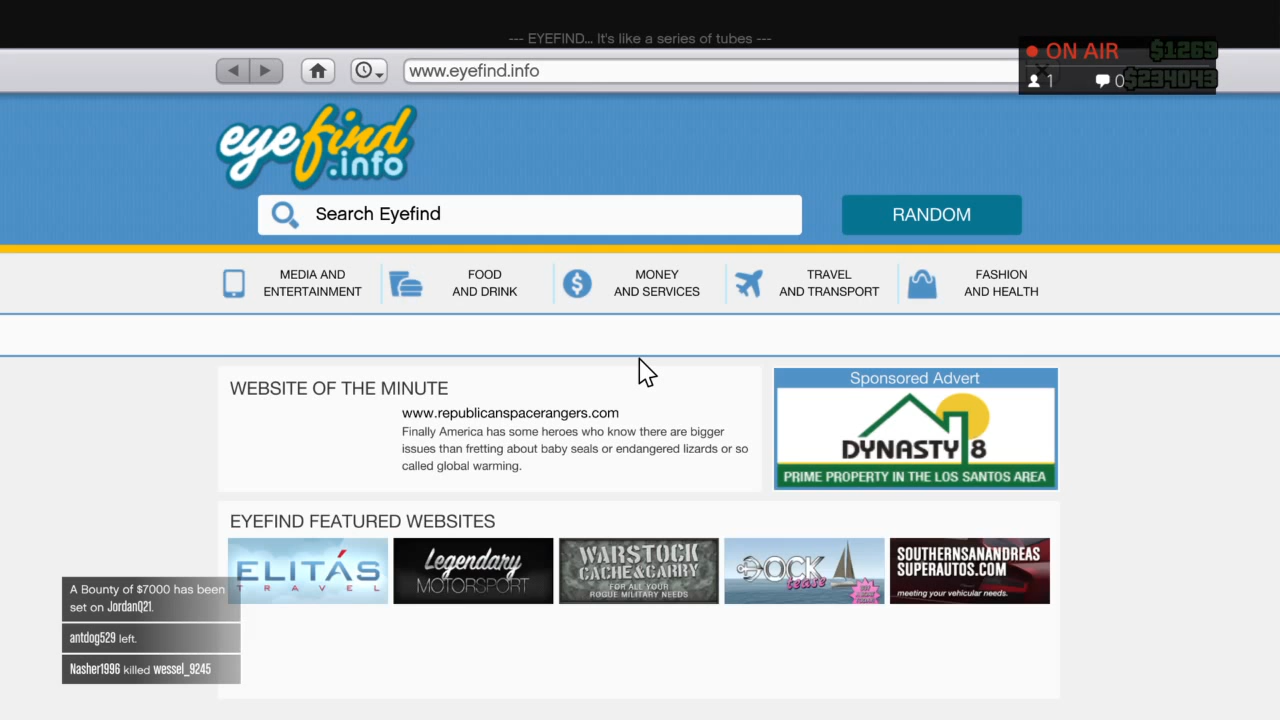 --- EYEFIND... It's like a series of tubes ---
ON AIR $1269
1 0 $234043
www.eyefind.info
eyefind
.info
Search Eyefind
RANDOM
MEDIA AND
ENTERTAINMENT
FOOD
AND DRINK
MONEY
AND SERVICES
TRAVEL
AND TRANSPORT
FASHION
AND HEALTH
WEBSITE OF THE MINUTE
www.republicanspacerangers.com
Finally America has some heroes who know there are bigger
issues than fretting about baby seals or endangered lizards or so
called global warming.
Sponsored Advert
DYNASTY 8
PRIME PROPERTY IN THE LOS SANTOS AREA
EYEFIND FEATURED WEBSITES
ELITÁS
TRAVEL
Legendary
MOTORSPORT
WARSTOCK
CACHE & CARRY
FOR ALL YOUR
ROGUE MILITARY NEEDS
DOCK
tease
SOUTHERNSANANDREAS
SUPERAUTOS.COM
meeting your vehicular needs.
A Bounty of $7000 has been
set on JordanQ21.
antdog529 left.
Nasher1996 killed wessel_9245